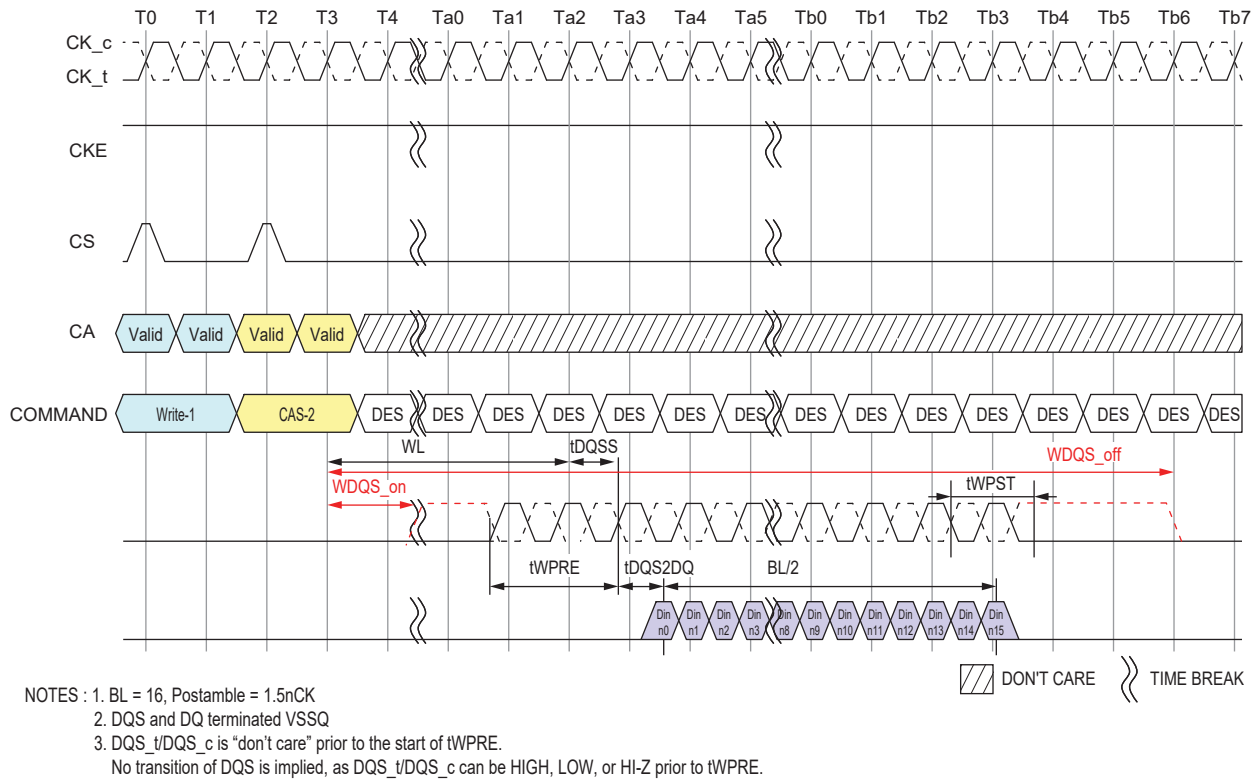 T0 T1 T2 T3 T4 Ta0 Ta1 Ta2 Ta3 Ta4 Ta5 Tb0 Tb1 Tb2 Tb3 Tb4 Tb5 Tb6 Tb7
CK_c
CK_t
CKE
CS
CA Valid Valid Valid Valid
COMMAND Write-1 CAS-2 DES DES DES DES DES DES DES DES DES DES DES DES DES DES DES
WL tDQSS
WDQS_off
WDQS_on tWPST
tWPRE tDQS2DQ BL/2
Din Din Din Din Din Din Din Din Din Din Din Din
n0 n1 n2 n3 n8 n9 n10 n11 n12 n13 n14 n15
DON'T CARE TIME BREAK
NOTES : 1. BL = 16, Postamble = 1.5nCK
2. DQS and DQ terminated VSSQ
3. DQS_t/DQS_c is “don’t care” prior to the start of tWPRE.
No transition of DQS is implied, as DQS_t/DQS_c can be HIGH, LOW, or HI-Z prior to tWPRE.